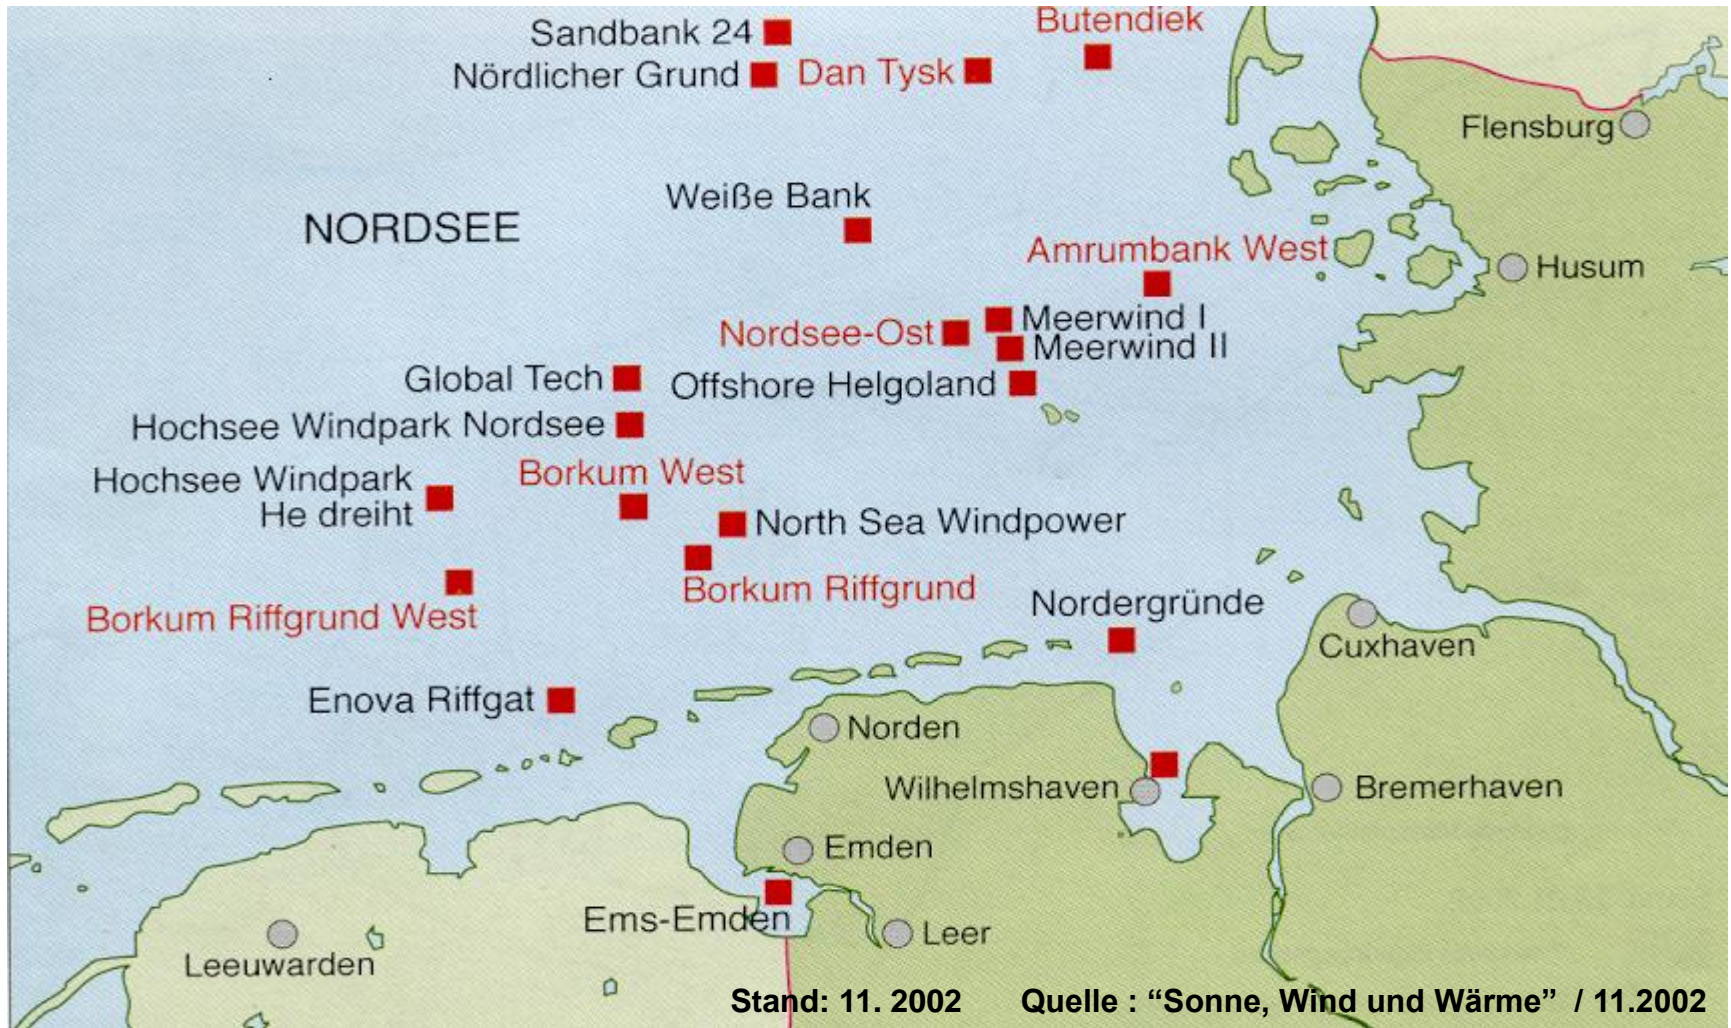 Butendiek
Sandbank 24
Nördlicher Grund
Dan Tysk
Flensburg
Weiße Bank
NORDSEE
Amrumbank West
Husum
Meerwind I
Nordsee-Ost
Meerwind II
Global Tech
Offshore Helgoland
Hochsee Windpark Nordsee
Borkum West
Hochsee Windpark
He dreiht
North Sea Windpower
Borkum Riffgrund
Nordergründe
Borkum Riffgrund West
Cuxhaven
Enova Riffgat
Norden
Wilhelmshaven
Bremerhaven
Emden
Ems-Emden
Leer
Leeuwarden
Stand: 11. 2002 Quelle : “Sonne, Wind und Wärme” / 11.2002